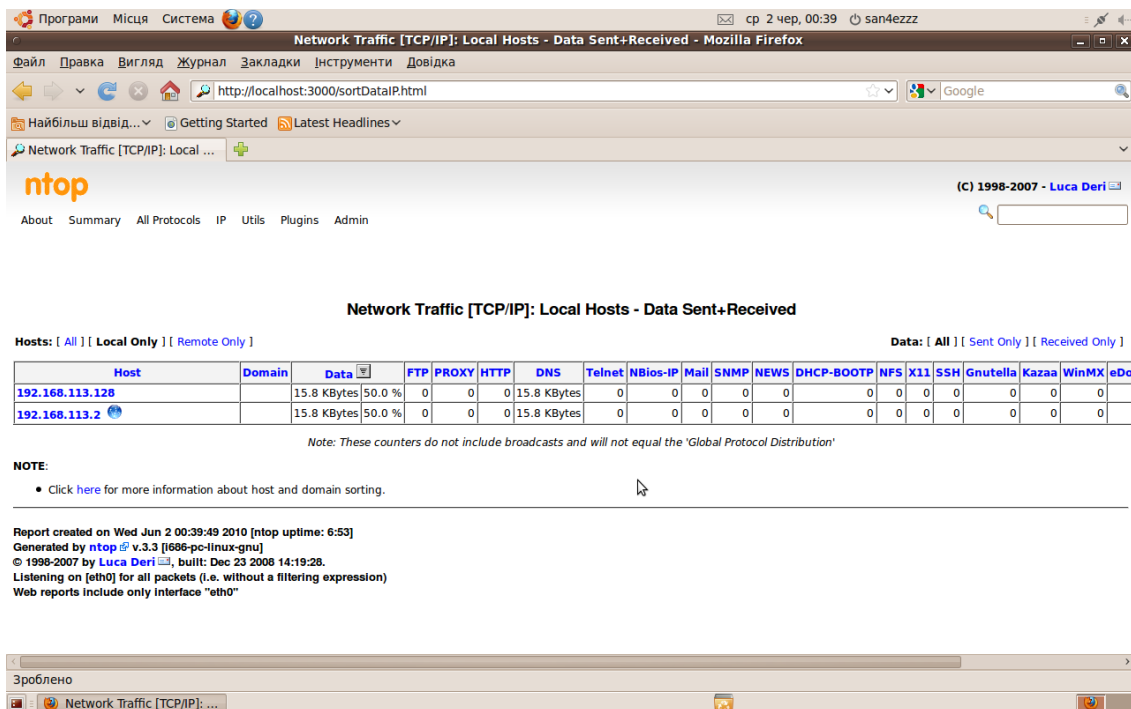 Програми Місця Система ср 2 чер, 00:39 san4ezzz
Network Traffic [TCP/IP]: Local Hosts - Data Sent+Received - Mozilla Firefox
Файл Правка Вигляд Журнал Закладки Інструменти Довідка
http://localhost:3000/sortDataIP.html Google
Найбільш відвід... Getting Started Latest Headlines
Network Traffic [TCP/IP]: Local ...
ntop
(C) 1998-2007 - Luca Deri
About Summary All Protocols IP Utils Plugins Admin
Network Traffic [TCP/IP]: Local Hosts - Data Sent+Received
Hosts: [ All ] [ Local Only ] [ Remote Only ] Data: [ All ] [ Sent Only ] [ Received Only ]
Host Domain Data FTP PROXY HTTP DNS Telnet NBios-IP Mail SNMP NEWS DHCP-BOOTP NFS X11 SSH Gnutella Kazaa WinMX eDo
192.168.113.128 15.8 KBytes 50.0 % 0 0 0 15.8 KBytes 0 0 0 0 0 0 0 0 0 0 0 0
192.168.113.2 15.8 KBytes 50.0 % 0 0 0 15.8 KBytes 0 0 0 0 0 0 0 0 0 0 0 0
Note: These counters do not include broadcasts and will not equal the 'Global Protocol Distribution'
NOTE:
• Click here for more information about host and domain sorting.
Report created on Wed Jun 2 00:39:49 2010 [ntop uptime: 6:53]
Generated by ntop v.3.3 [i686-pc-linux-gnu]
© 1998-2007 by Luca Deri, built: Dec 23 2008 14:19:28.
Listening on [eth0] for all packets (i.e. without a filtering expression)
Web reports include only interface "eth0"
Зроблено
Network Traffic [TCP/IP]: ...